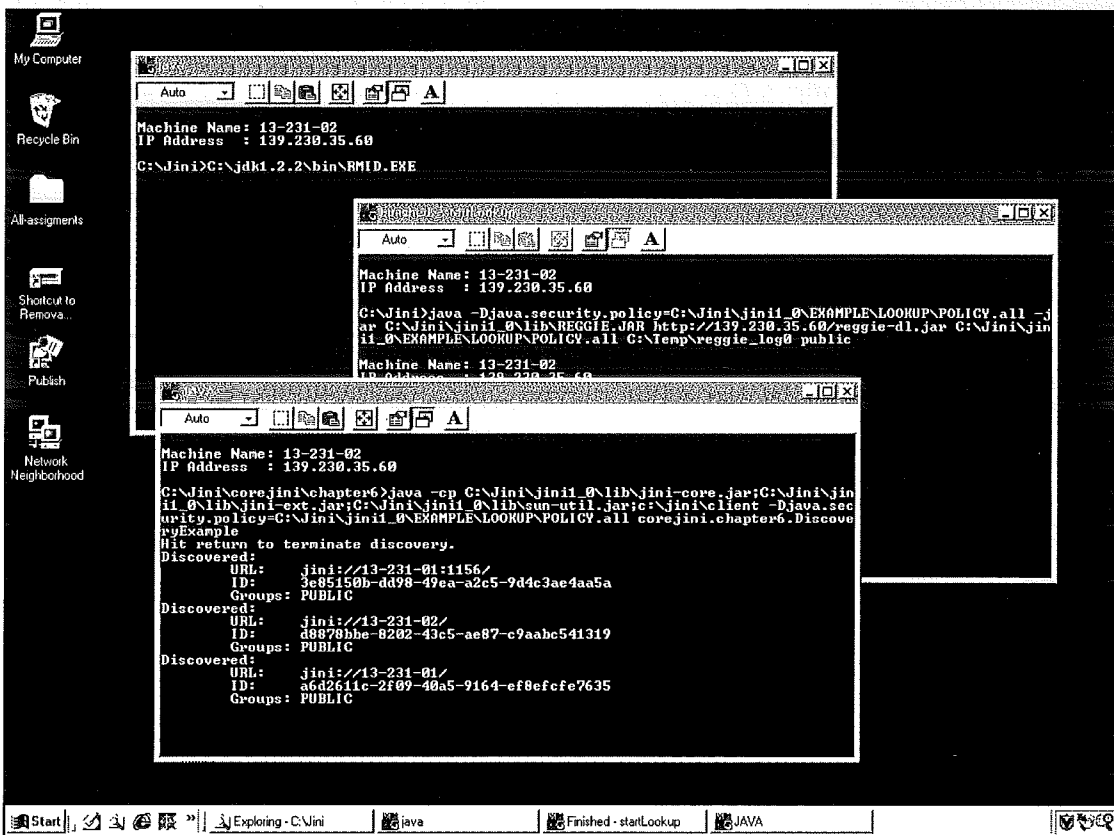 My Computer
Recycle Bin
All-assigments
Shortcut to
Remova...
Publish
Network
Neighborhood
Auto
A
Machine Name: 13-231-02
IP Address : 139.230.35.60
C:\Jini>C:\jdk1.2.2\bin\RMID.EXE
Auto
A
Machine Name: 13-231-02
IP Address : 139.230.35.60
C:\Jini>java -Djava.security.policy=C:\Jini\jini1_0\EXAMPLE\LOOKUP\POLICY.all -j
ar C:\Jini\jini1_0\lib\REGGIE.JAR http://139.230.35.60/reggie-dl.jar C:\Jini\jin
i1_0\EXAMPLE\LOOKUP\POLICY.all C:\Temp\reggie_log0 public
Machine Name: 13-231-02
IP Address : 139.230.35.60
Auto
A
Machine Name: 13-231-02
IP Address : 139.230.35.60
C:\Jini\corejini\chapter6>java -cp C:\Jini\jini1_0\lib\jini-core.jar;C:\Jini\jin
i1_0\lib\jini-ext.jar;C:\Jini\jini1_0\lib\sun-util.jar;c:\jini\client -Djava.sec
urity.policy=C:\Jini\jini1_0\EXAMPLE\LOOKUP\POLICY.all corejini.chapter6.Discove
ryExample
Hit return to terminate discovery.
Discovered:
URL: jini://13-231-01:1156/
ID: 3e85150b-dd98-49ea-a2c5-9d4c3ae4aa5a
Groups: PUBLIC
Discovered:
URL: jini://13-231-02/
ID: d8878bbe-8202-43c5-ae87-c9aabc541319
Groups: PUBLIC
Discovered:
URL: jini://13-231-01/
ID: a6d2611c-2f09-40a5-9164-ef8efcfe7635
Groups: PUBLIC
Start
Exploring - C:\Jini
java
Finished - startLookup
JAVA